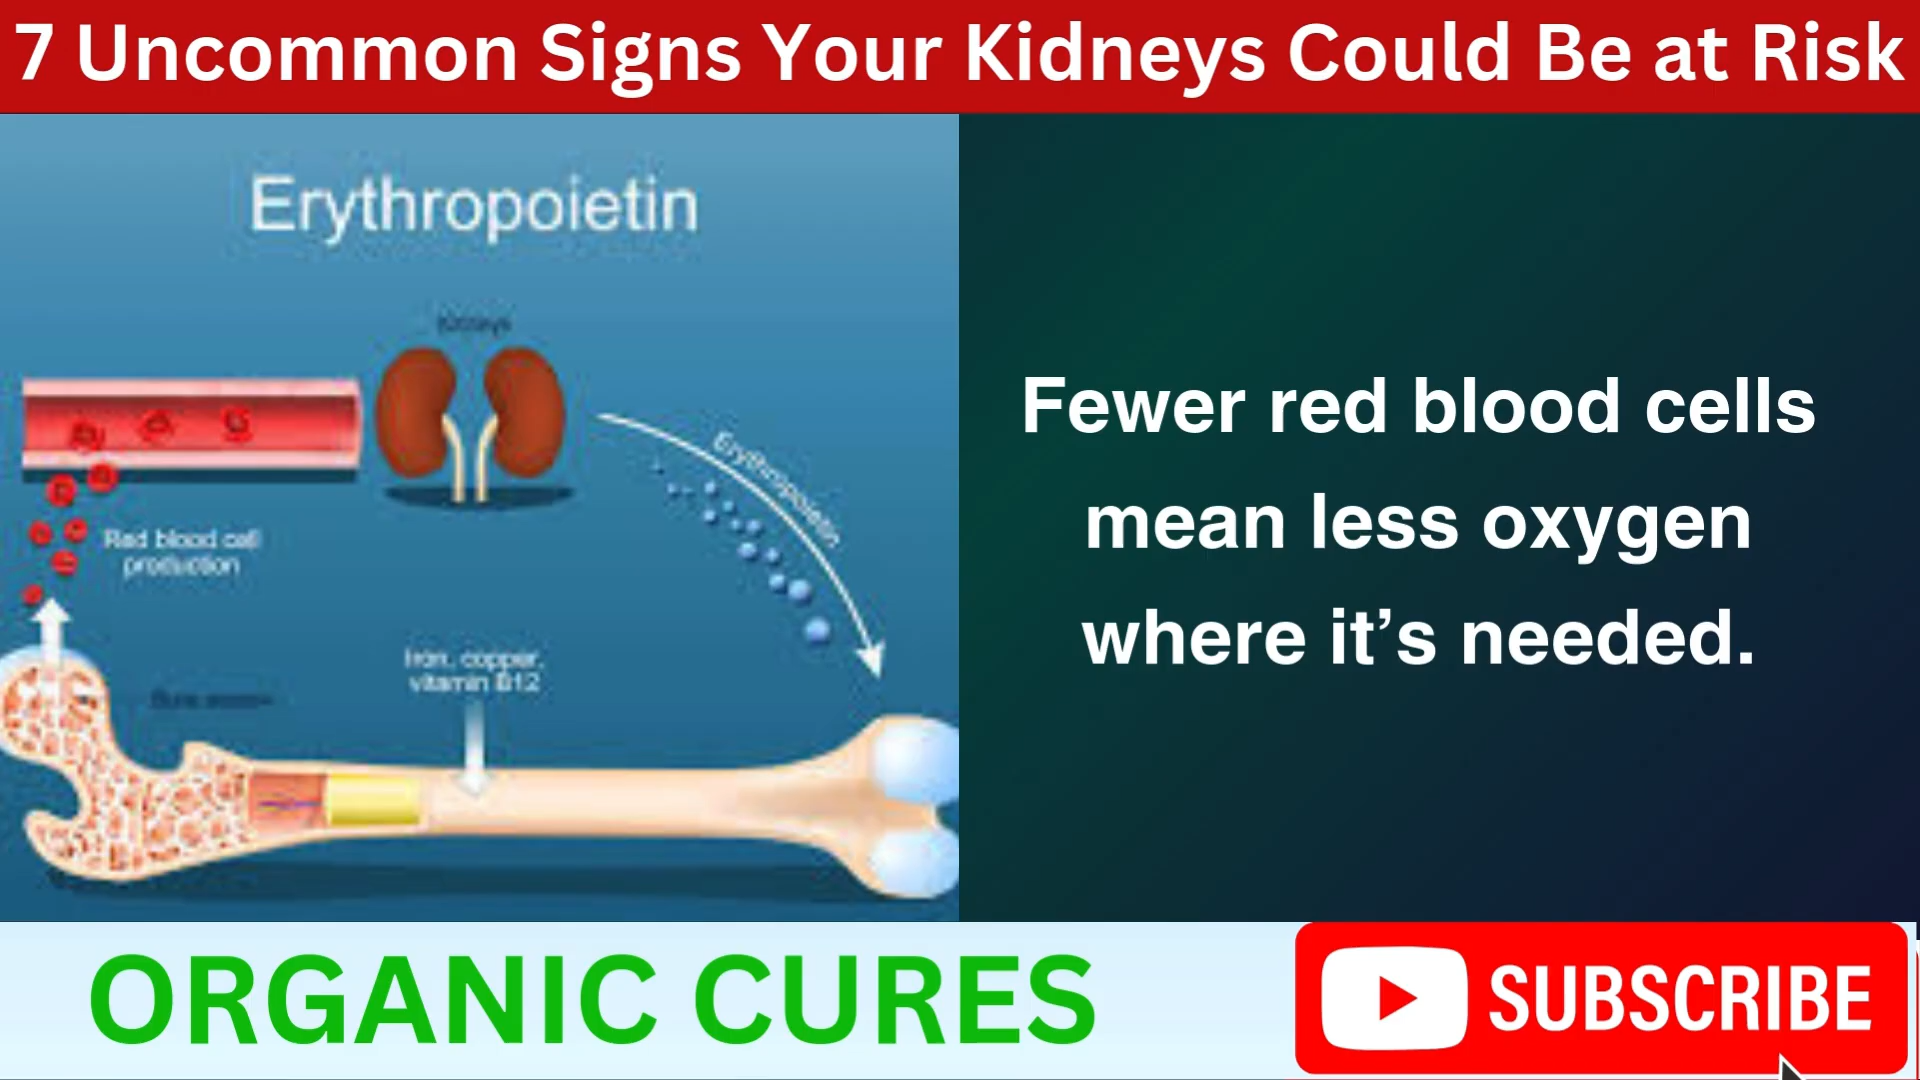 7 Uncommon Signs Your Kidneys Could Be at Risk
Erythropoietin
Kidneys
Erythropoietin
Red blood cell
production
Iron, copper,
vitamin B12
Fewer red blood cells
mean less oxygen
where it’s needed.
ORGANIC CURES
SUBSCRIBE